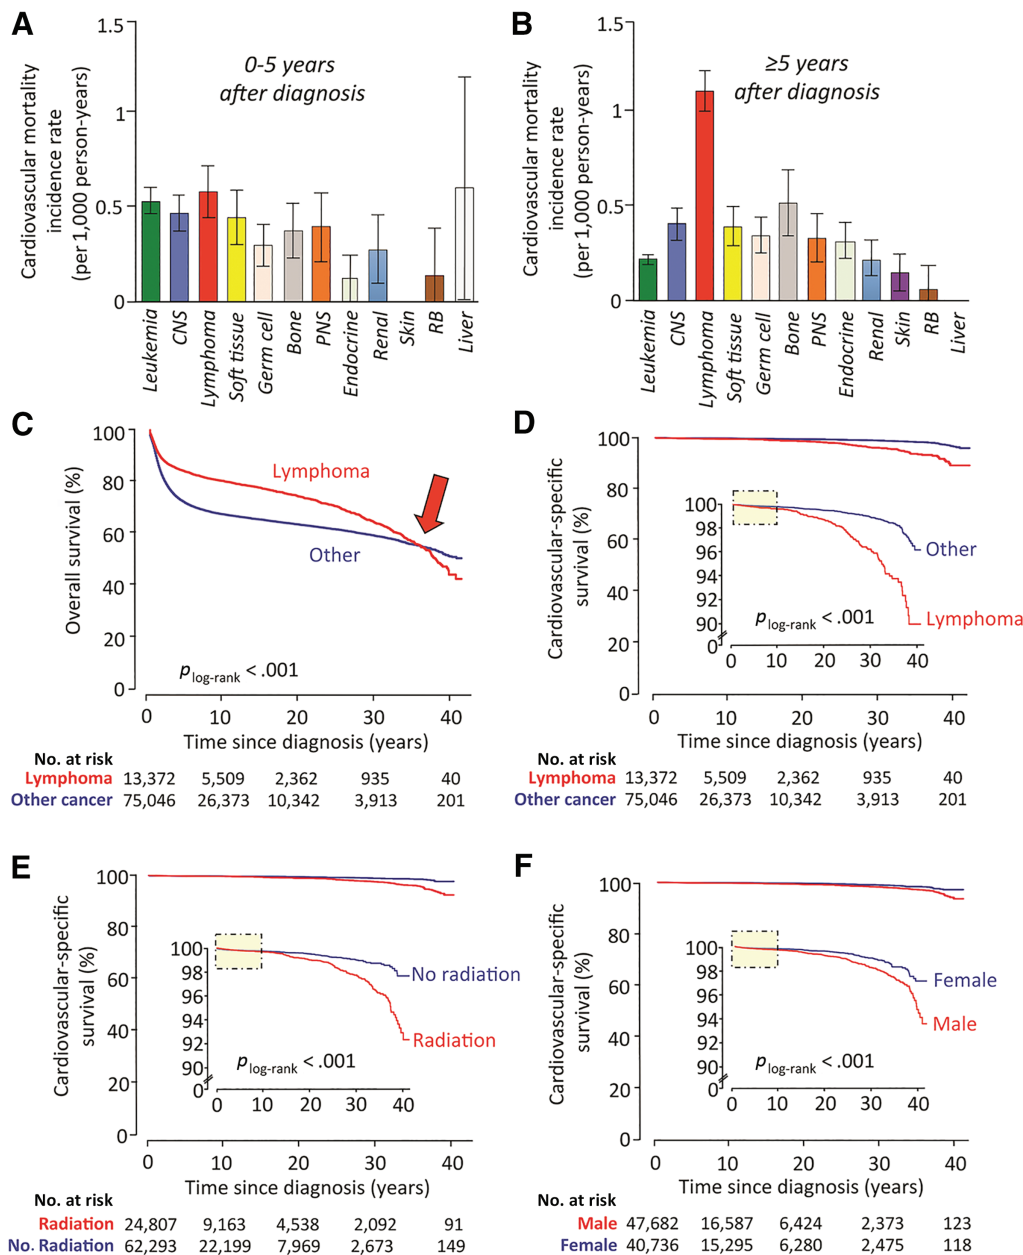 A
1.5
1
0.5
0
Cardiovascular mortality
incidence rate
(per 1,000 person-years)
0-5 years
after diagnosis
Leukemia
CNS
Lymphoma
Soft tissue
Germ cell
Bone
PNS
Endocrine
Renal
Skin
RB
Liver
B
1.5
1
0.5
0
Cardiovascular mortality
incidence rate
(per 1,000 person-years)
≥5 years
after diagnosis
Leukemia
CNS
Lymphoma
Soft tissue
Germ cell
Bone
PNS
Endocrine
Renal
Skin
RB
Liver
C
100
80
60
40
20
0
Overall survival (%)
Lymphoma
Other
p log-rank < .001
0 10 20 30 40
Time since diagnosis (years)
No. at risk
Lymphoma 13,372 5,509 2,362 935 40
Other cancer 75,046 26,373 10,342 3,913 201
D
100
80
60
40
20
0
Cardiovascular-specific
survival (%)
100
98
96
94
92
90
0
Other
Lymphoma
p log-rank < .001
0 10 20 30 40
0 10 20 30 40
Time since diagnosis (years)
No. at risk
Lymphoma 13,372 5,509 2,362 935 40
Other cancer 75,046 26,373 10,342 3,913 201
E
100
80
60
40
20
0
Cardiovascular-specific
survival (%)
100
98
96
94
92
90
0
No radiation
Radiation
p log-rank < .001
0 10 20 30 40
0 10 20 30 40
Time since diagnosis (years)
No. at risk
Radiation 24,807 9,163 4,538 2,092 91
No. Radiation 62,293 22,199 7,969 2,673 149
F
100
80
60
40
20
0
Cardiovascular-specific
survival (%)
100
98
96
94
92
90
0
Female
Male
p log-rank < .001
0 10 20 30 40
0 10 20 30 40
Time since diagnosis (years)
No. at risk
Male 47,682 16,587 6,424 2,373 123
Female 40,736 15,295 6,280 2,475 118